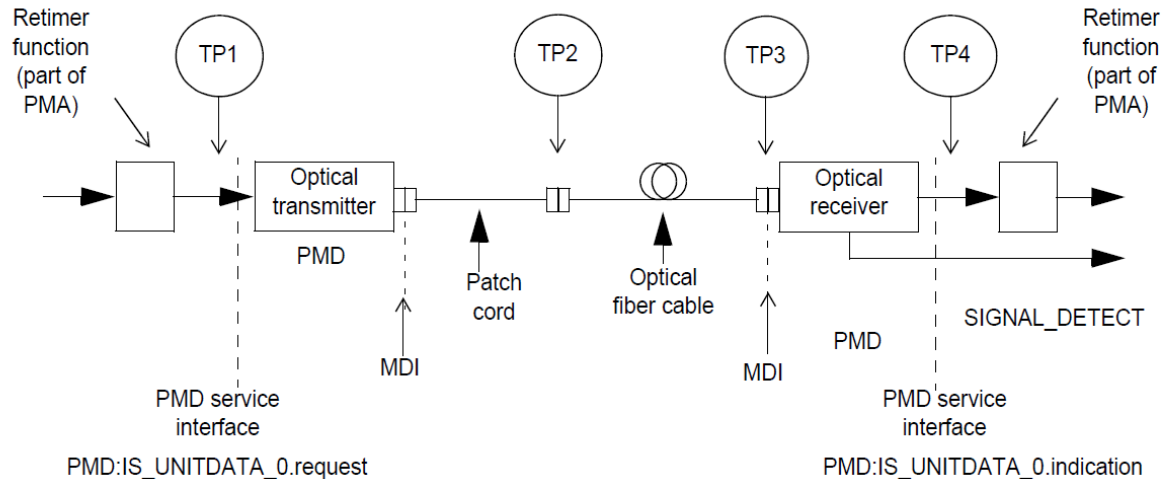 Retimer
function
(part of
PMA)
TP1
TP2
TP3
TP4
Retimer
function
(part of
PMA)
Optical
transmitter
Optical
receiver
PMD
Patch
cord
Optical
fiber cable
SIGNAL_DETECT
PMD
MDI
MDI
PMD service
interface
PMD service
interface
PMD:IS_UNITDATA_0.request
PMD:IS_UNITDATA_0.indication